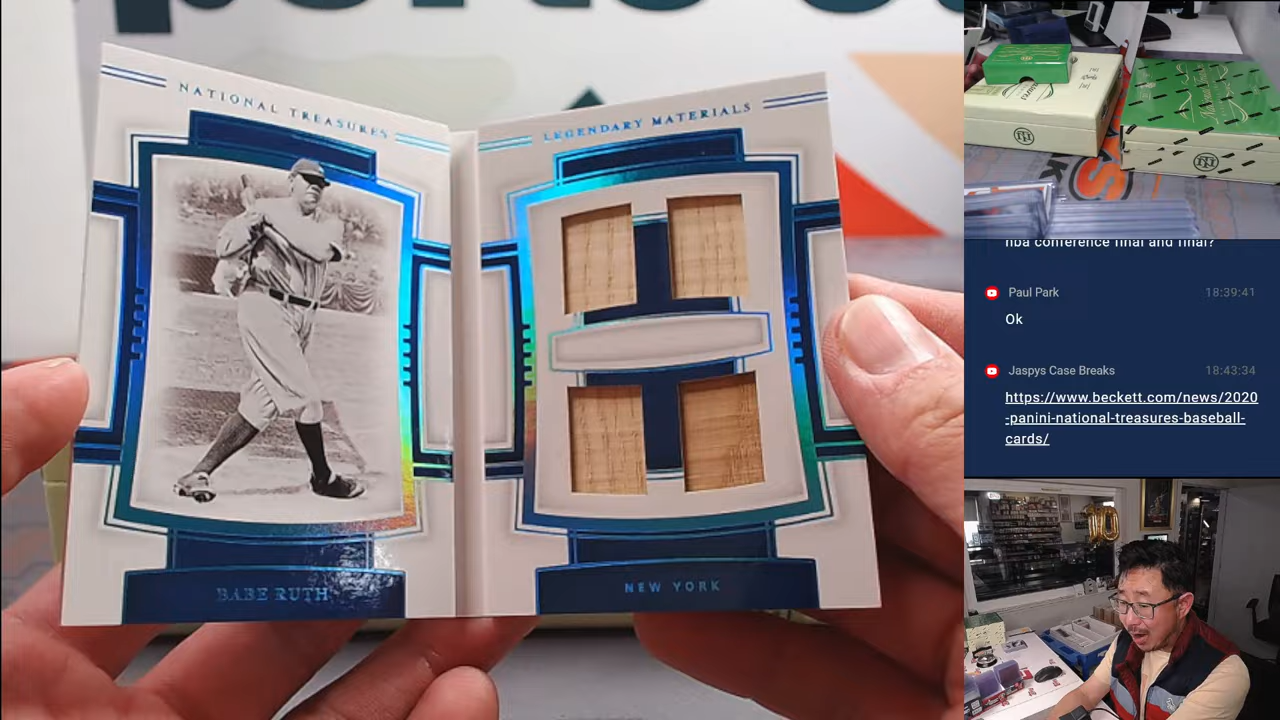 NATIONAL TREASURES
LEGENDARY MATERIALS
BABE RUTH
NEW YORK
nba conference final and final?
Paul Park
18:39:41
Ok
Jaspys Case Breaks
18:43:34
https://www.beckett.com/news/2020
-panini-national-treasures-baseball-
cards/
10